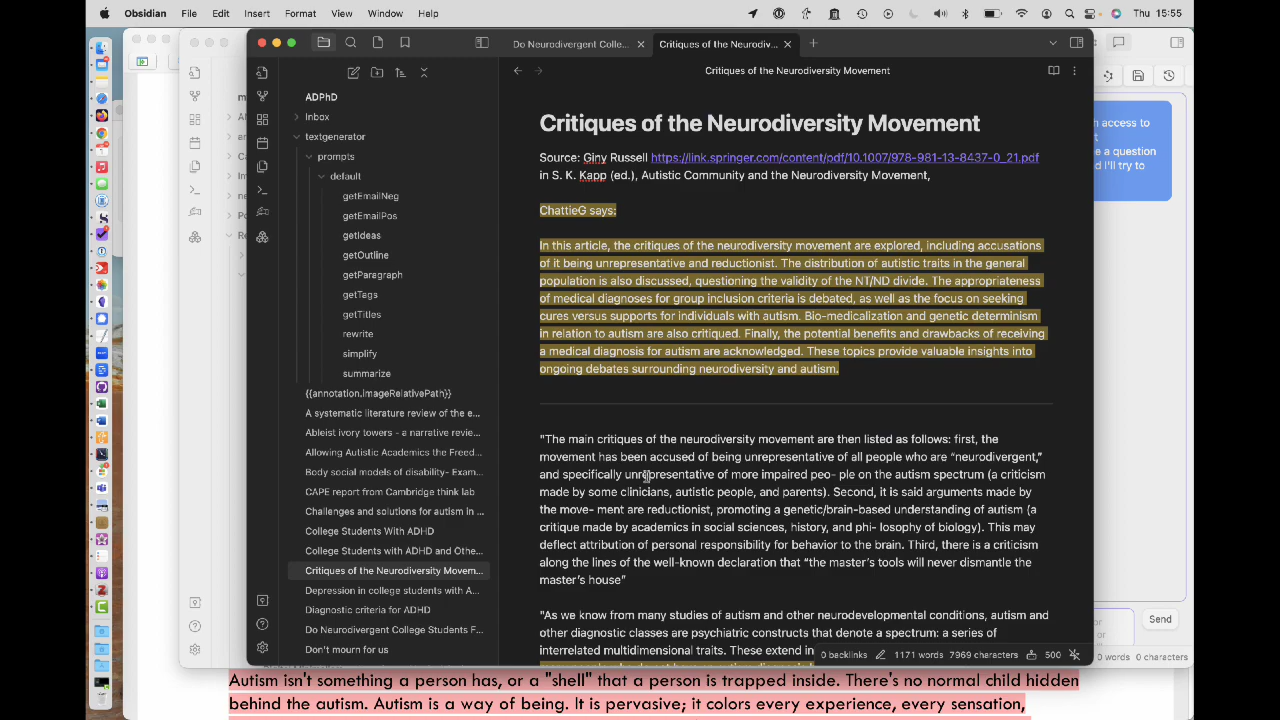 Obsidian File Edit Insert Format View Window Help Thu 15:55
Do Neurodivergent Colle...
Critiques of the Neurodiv...
Critiques of the Neurodiversity Movement
ADPhD
Inbox
textgenerator
prompts
default
getEmailNeg
getEmailPos
getIdeas
getOutline
getParagraph
getTags
getTitles
rewrite
simplify
summarize
{{annotation.imageRelativePath}}
A systematic literature review of the e...
Ableist ivory towers - a narrative revie...
Allowing Autistic Academics the Freed...
Body social models of disability- Exam...
CAPE report from Cambridge think lab
Challenges and solutions for autism in ...
College Students With ADHD
College Students with ADHD and Othe...
Critiques of the Neurodiversity Movem...
Depression in college students with A...
Diagnostic criteria for ADHD
Do Neurodivergent College Students F...
Don't mourn for us
Critiques of the Neurodiversity Movement
Source: Giny Russell https://link.springer.com/content/pdf/10.1007/978-981-13-8437-0_21.pdf
in S. K. Kapp (ed.), Autistic Community and the Neurodiversity Movement,
ChattieG says:
In this article, the critiques of the neurodiversity movement are explored, including accusations
of it being unrepresentative and reductionist. The distribution of autistic traits in the general
population is also discussed, questioning the validity of the NT/ND divide. The appropriateness
of medical diagnoses for group inclusion criteria is debated, as well as the focus on seeking
cures versus supports for individuals with autism. Bio-medicalization and genetic determinism
in relation to autism are also critiqued. Finally, the potential benefits and drawbacks of receiving
a medical diagnosis for autism are acknowledged. These topics provide valuable insights into
ongoing debates surrounding neurodiversity and autism.
"The main critiques of the neurodiversity movement are then listed as follows: first, the
movement has been accused of being unrepresentative of all people who are “neurodivergent,”
and specifically unrepresentative of more impaired peo- ple on the autism spectrum (a criticism
made by some clinicians, autistic people, and parents). Second, it is said arguments made by
the move- ment are reductionist, promoting a genetic/brain-based understanding of autism (a
critique made by academics in social sciences, history, and phi- losophy of biology). This may
deflect attribution of personal responsibility for behavior to the brain. Third, there is a criticism
along the lines of the well-known declaration that “the master’s tools will never dismantle the
master’s house”
"As we know from many studies of autism and other neurodevelopmental conditions, autism and
other diagnostic classes are psychiatric constructs that denote a spectrum: a series of
interrelated multidimensional traits. These extend in
0 backlinks 1171 words 7969 characters 500
access to
t
e a question
d I'll try to
or
or
Send
0 words 0 characters
Autism isn't something a person has, or a "shell" that a person is trapped inside. There's no normal child hidden
behind the autism. Autism is a way of being. It is pervasive; it colors every experience, every sensation,